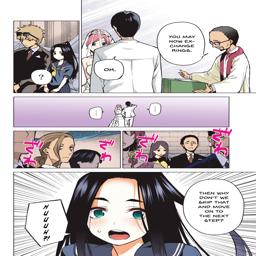 YOU MAY
NOW EX-
CHANGE
RINGS.
OH.
?
!
!
THEN WHY
DON'T WE
SKIP THAT
AND MOVE
ON TO
THE NEXT
STEP?
HUUUH?!